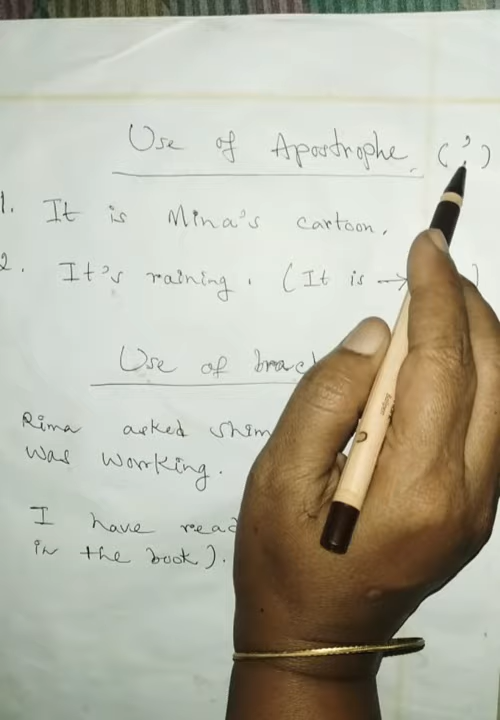 Use of Apostrophe. (')
1. It is Mina's cartoon.
2. It's raining. (It is → )
Use of
Rima asked
was working.
I have read
in the book).